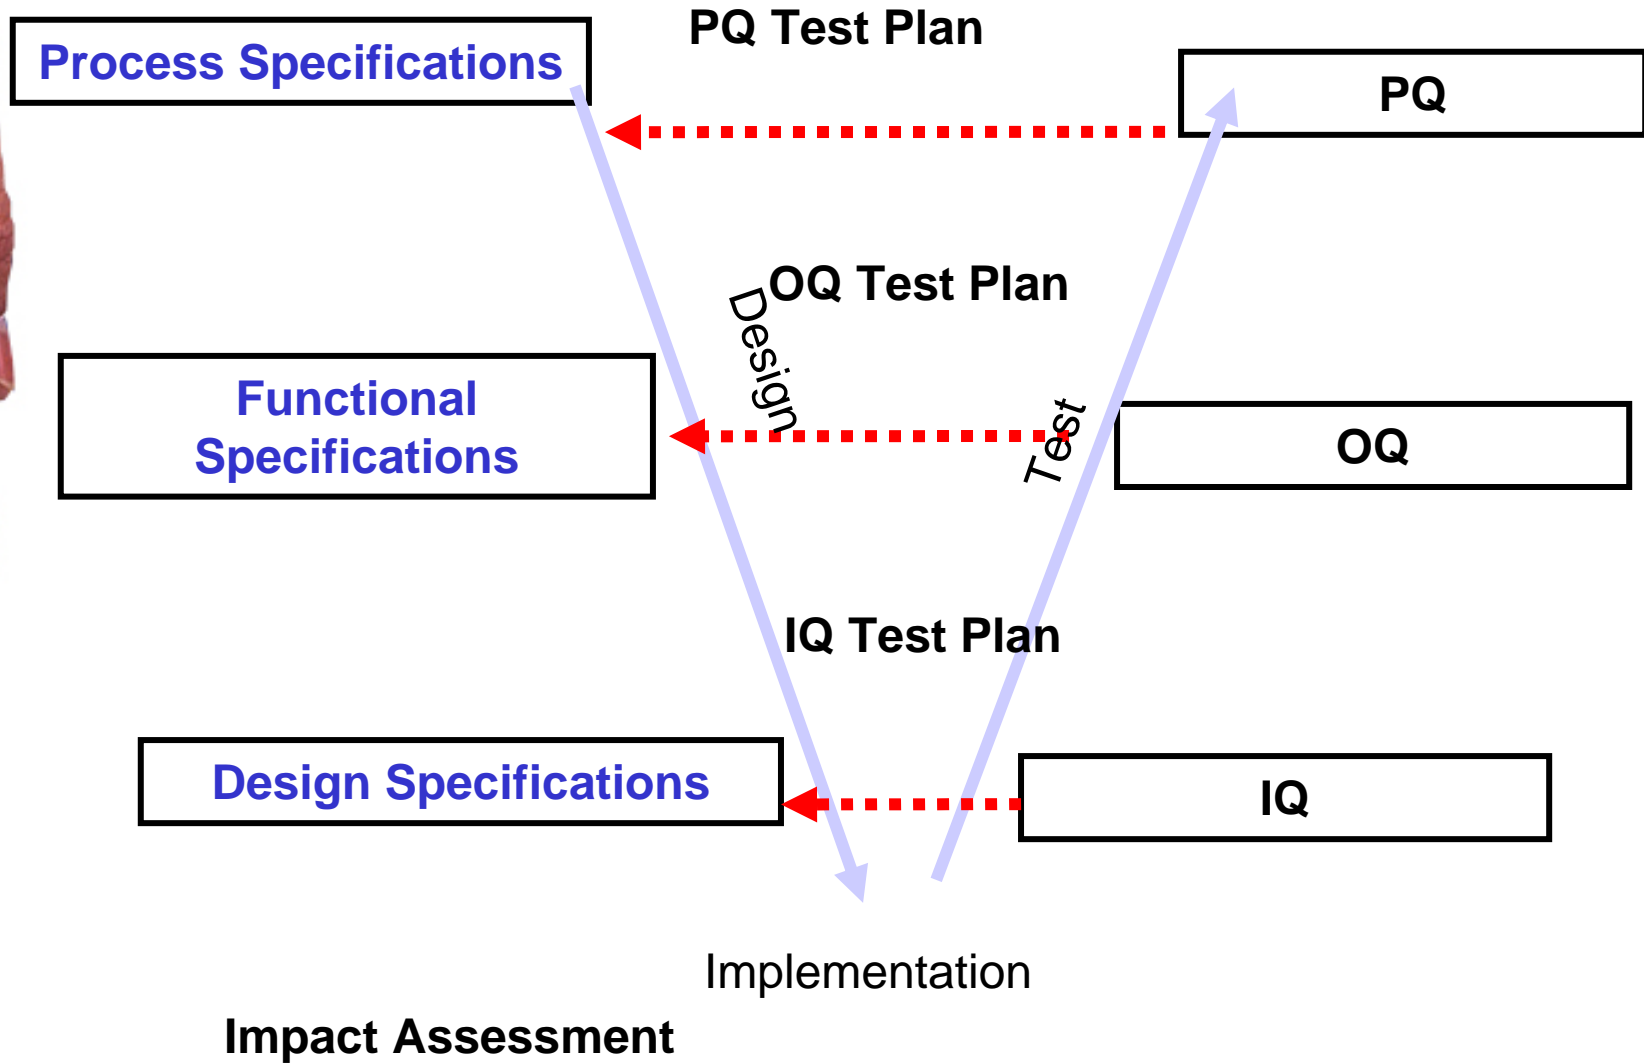 PQ Test Plan
Process Specifications
PQ
OQ Test Plan
Design
Functional
Specifications
Test
OQ
IQ Test Plan
Design Specifications
IQ
Implementation
Impact Assessment